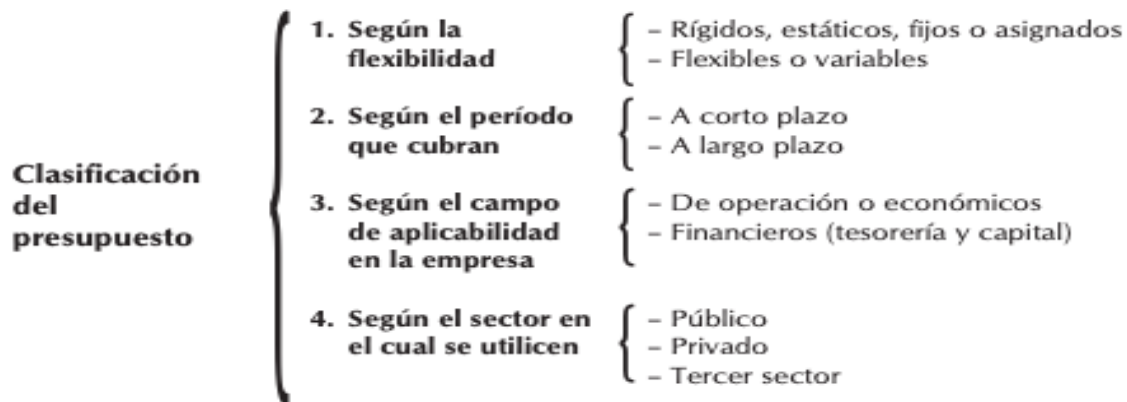 Clasificación
del
presupuesto
1. Según la
flexibilidad
– Rígidos, estáticos, fijos o asignados
– Flexibles o variables
2. Según el período
que cubran
– A corto plazo
– A largo plazo
3. Según el campo
de aplicabilidad
en la empresa
– De operación o económicos
– Financieros (tesorería y capital)
4. Según el sector en
el cual se utilicen
– Público
– Privado
– Tercer sector